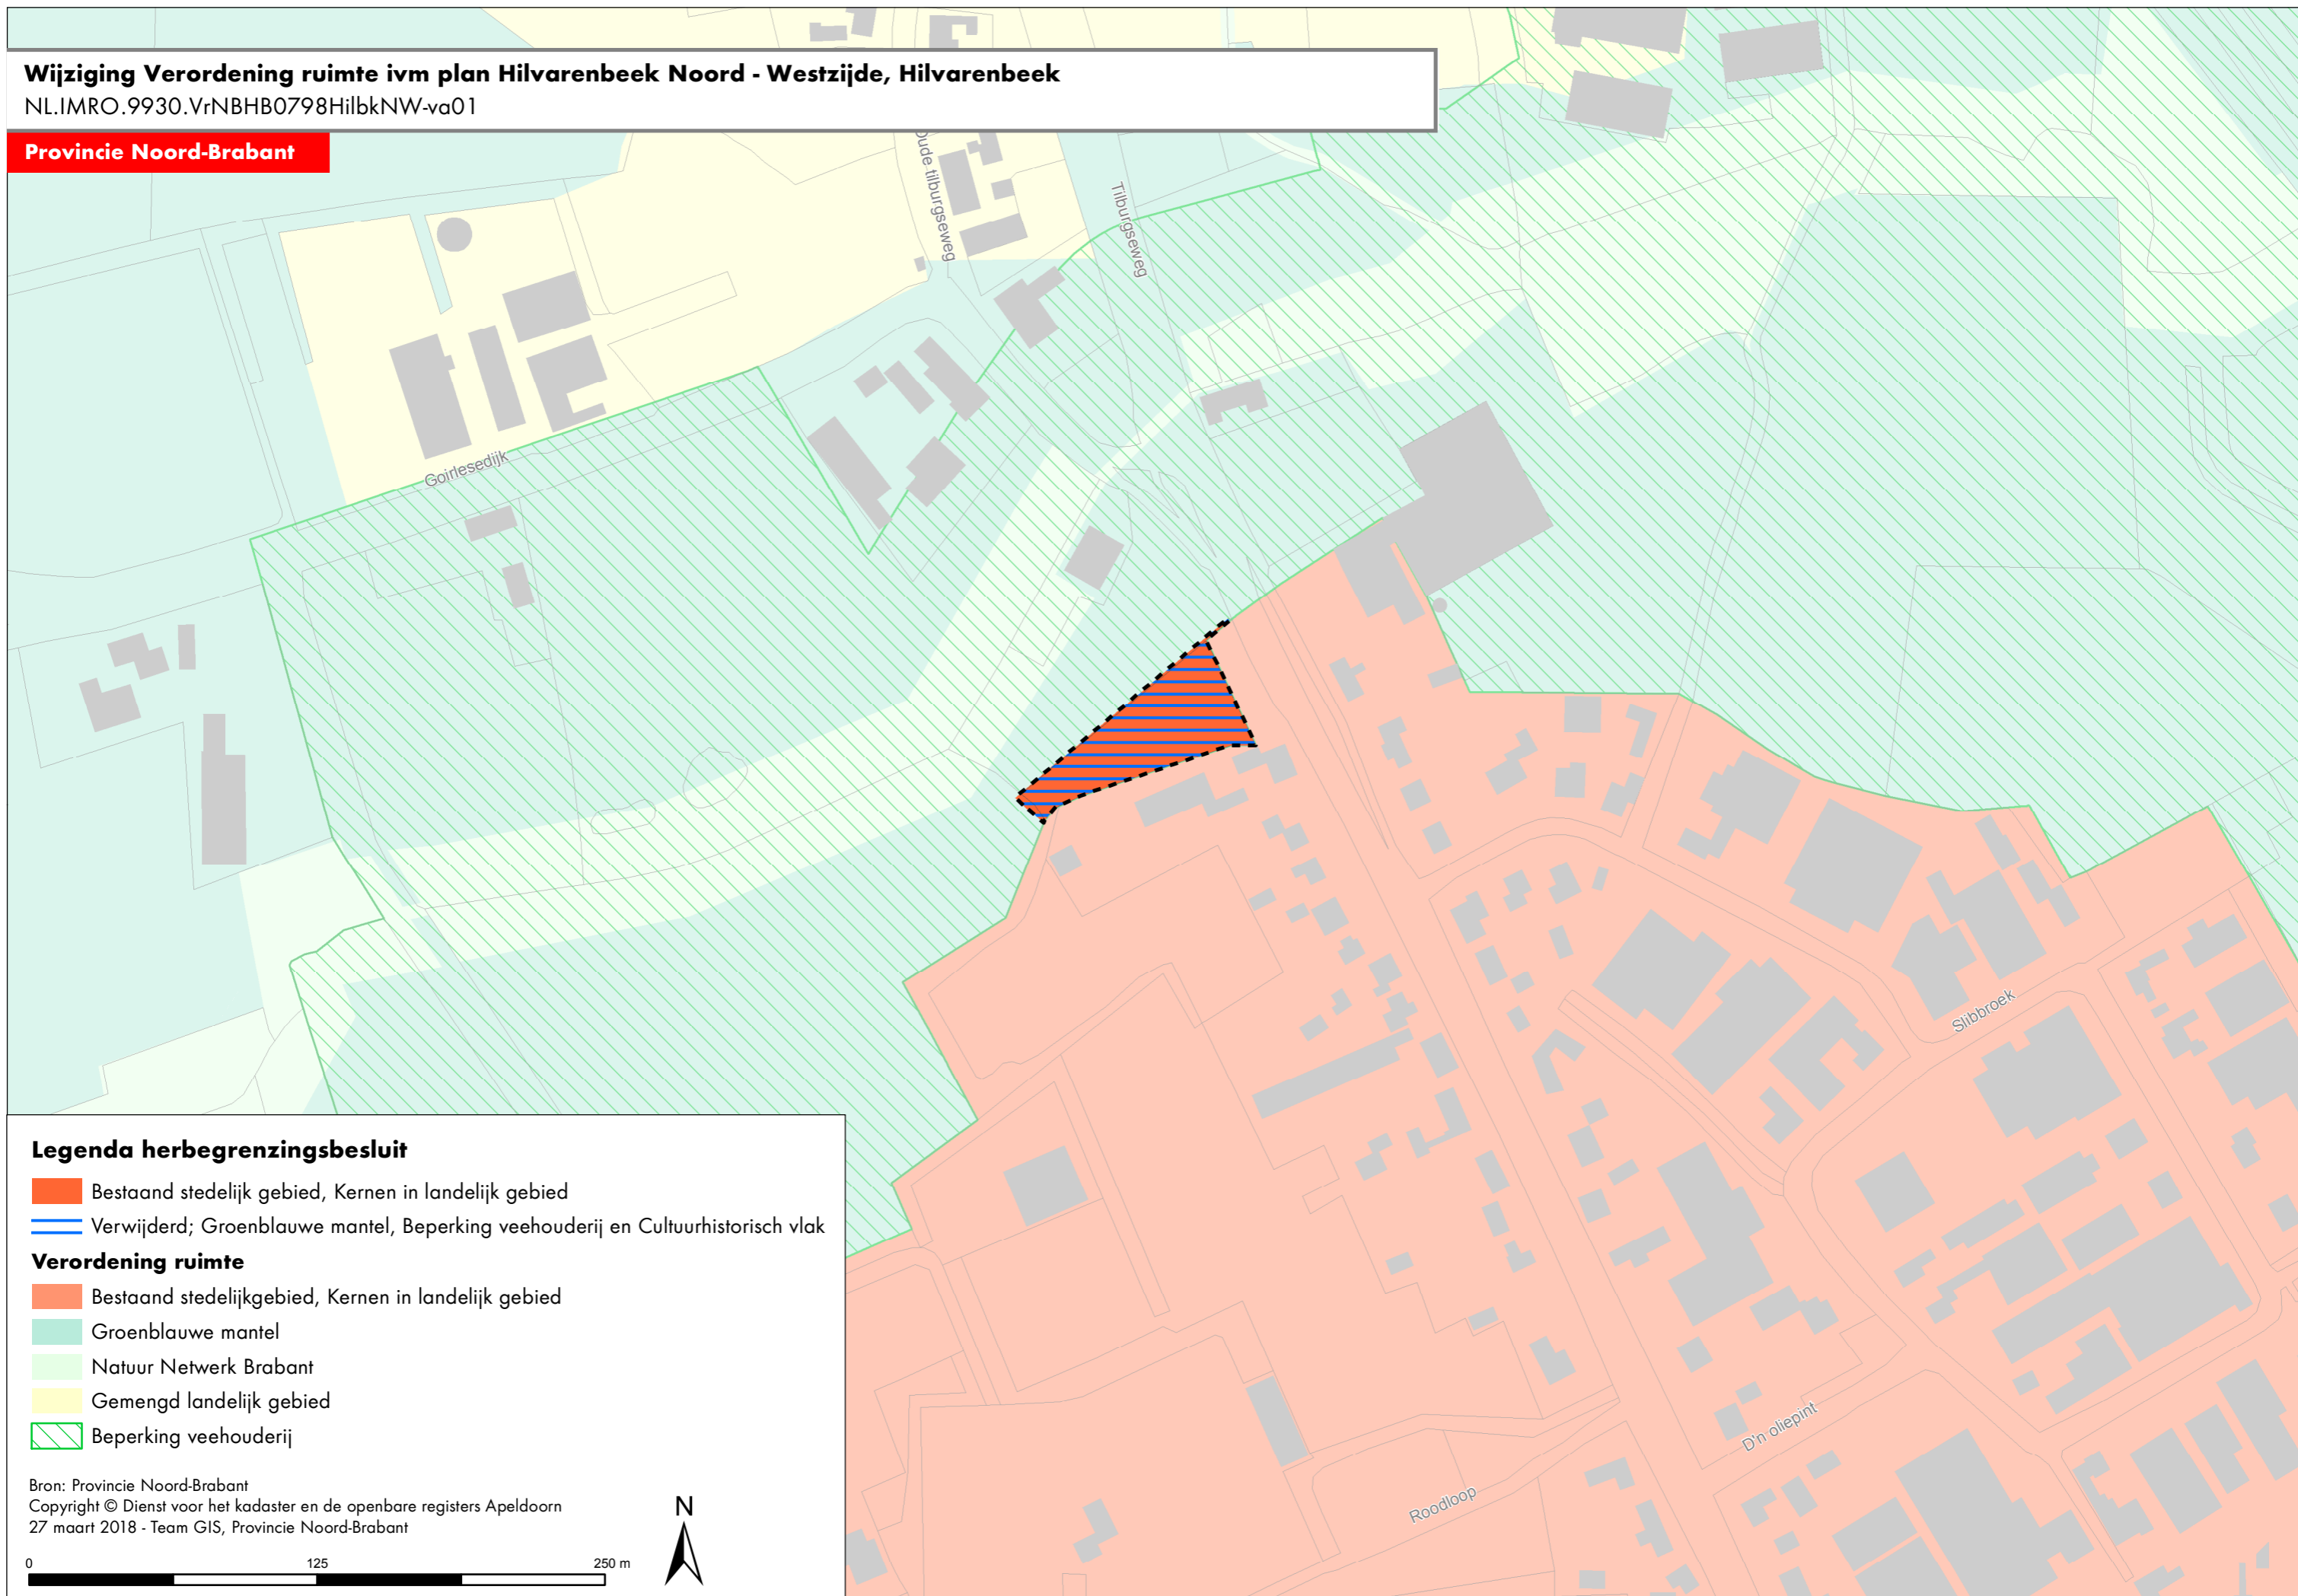 Wijziging Verordening ruimte ivm plan Hilvarenbeek Noord - Westzijde, Hilvarenbeek
NL.IMRO.9930.VrNBHB0798HilbkNW-va01
Provincie Noord-Brabant
Oude tilburgseweg
Tilburgseweg
Goirlesedijk
Slibbroek
D'n oliepint
Roodloop
Legenda herbegrenzingsbesluit
Bestaand stedelijk gebied, Kernen in landelijk gebied
Verwijderd; Groenblauwe mantel, Beperking veehouderij en Cultuurhistorisch vlak
Verordening ruimte
Bestaand stedelijkgebied, Kernen in landelijk gebied
Groenblauwe mantel
Natuur Netwerk Brabant
Gemengd landelijk gebied
Beperking veehouderij
Bron: Provincie Noord-Brabant
Copyright © Dienst voor het kadaster en de openbare registers Apeldoorn
27 maart 2018 - Team GIS, Provincie Noord-Brabant
N
0 125 250 m